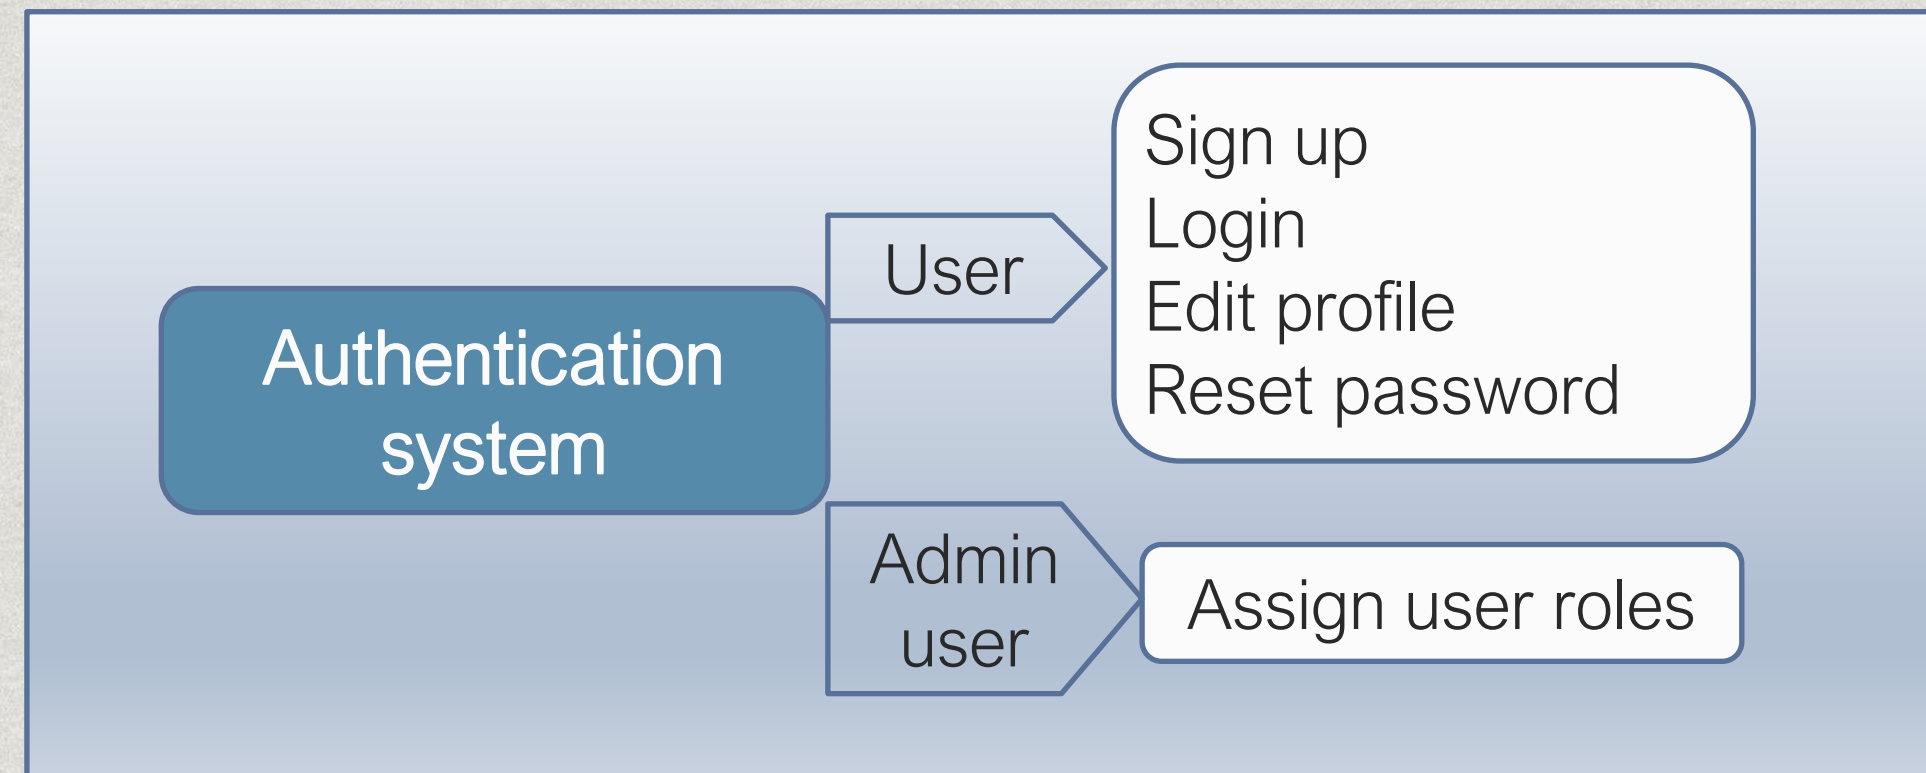 Authentication
system
User
Sign up
Login
Edit profile
Reset password
Admin
user
Assign user roles